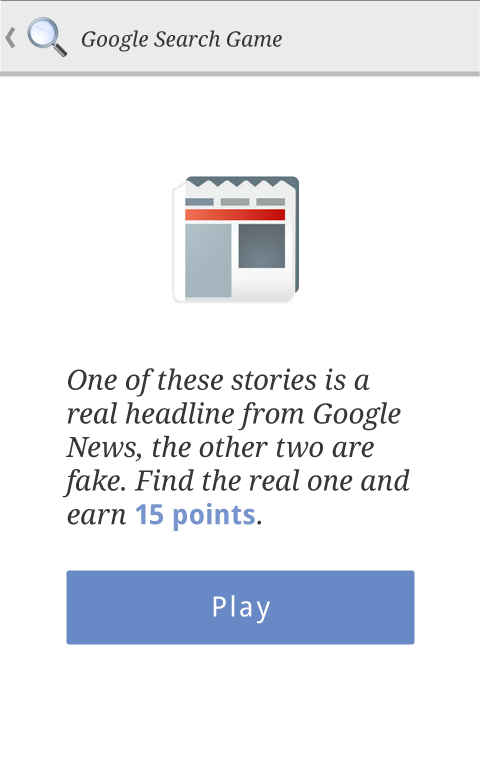 Google Search Game
One of these stories is a
real headline from Google
News, the other two are
fake. Find the real one and
earn 15 points.
Play